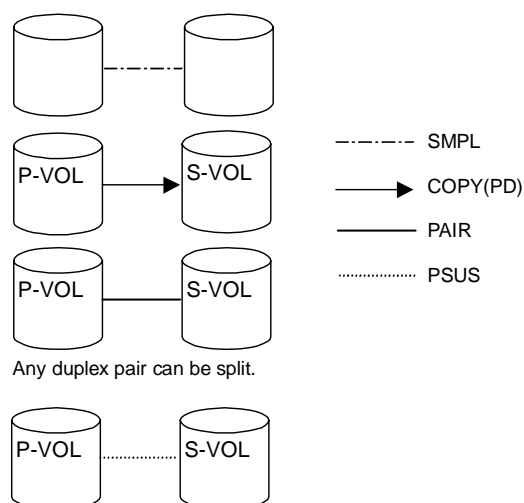 P-VOL S-VOL
P-VOL S-VOL
Any duplex pair can be split.
P-VOL S-VOL
SMPL
COPY(PD)
PAIR
PSUS